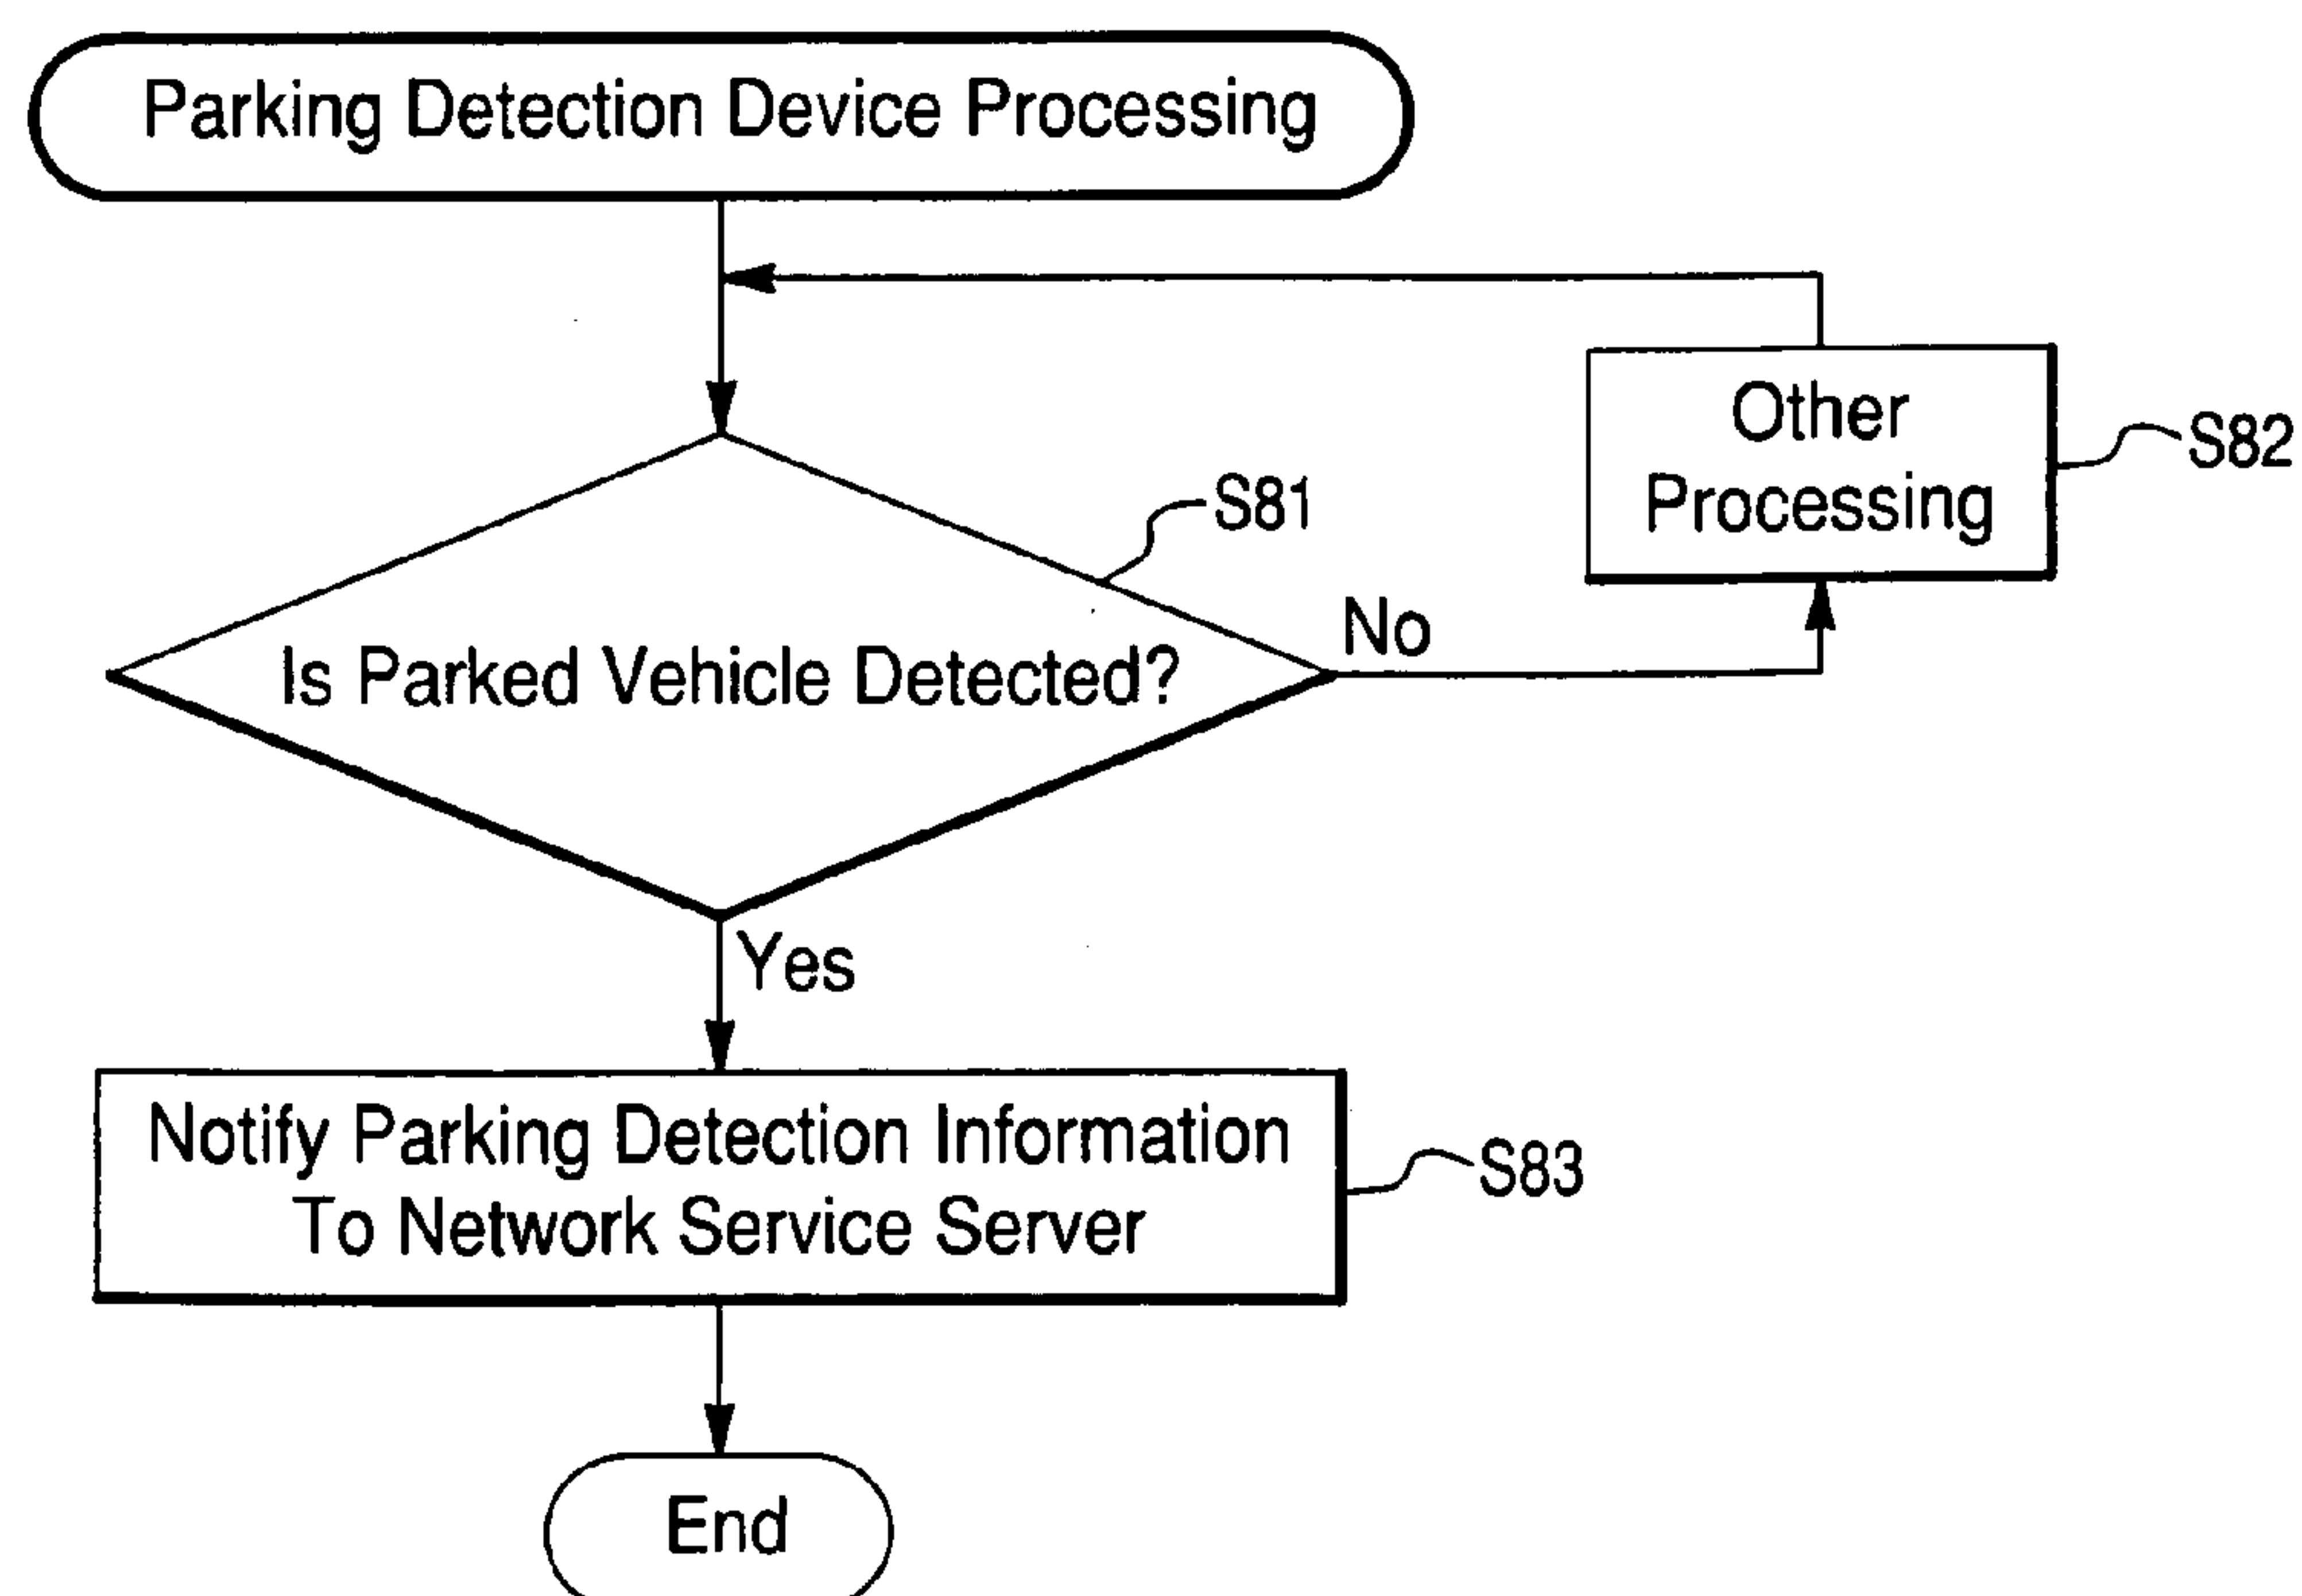 Parking Detection Device Processing
Other
Processing
S82
S81
Is Parked Vehicle Detected?
No
Yes
Notify Parking Detection Information
To Network Service Server
S83
End